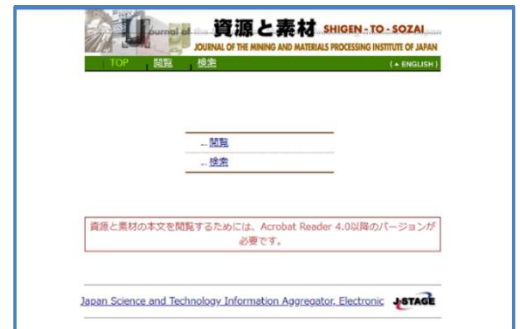 Journal of the
資源と素材 SHIGEN - TO - SOZAI
JOURNAL OF THE MINING AND MATERIALS PROCESSING INSTITUTE OF JAPAN
TOP 閲覧 検索 ( ▲ ENGLISH )
... 閲覧
... 検索
資源と素材の本文を閲覧するためには、Acrobat Reader 4.0以降のバージョンが
必要です。
Japan Science and Technology Information Aggregator, Electronic J-STAGE